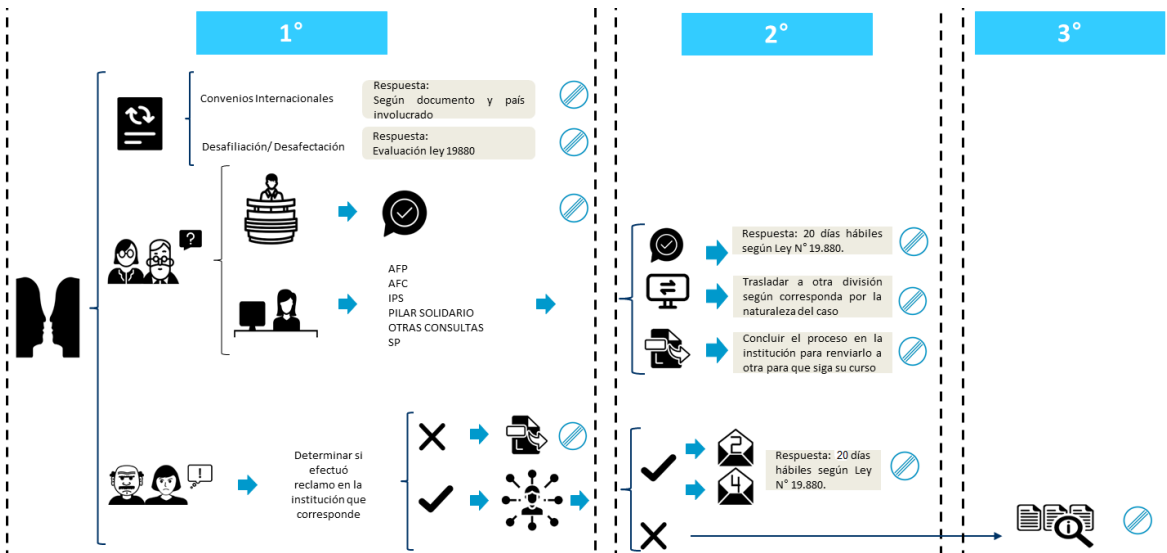 1°
2°
3°
Convenios Internacionales
Respuesta:
Según documento y país
involucrado
Desafiliación/ Desafectación
Respuesta:
Evaluación ley 19880
?
AFP
AFC
IPS
PILAR SOLIDARIO
OTRAS CONSULTAS
SP
Respuesta: 20 días hábiles
según Ley N° 19.880.
Trasladar a otra división
según corresponda por la
naturaleza del caso
L
Concluir el proceso en la
institución para renviarlo a
otra para que siga su curso
!
Determinar si
efectuó
reclamo en la
institución que
corresponde
L
2
4
Respuesta: 20 días
hábiles según Ley
N° 19.880.
i